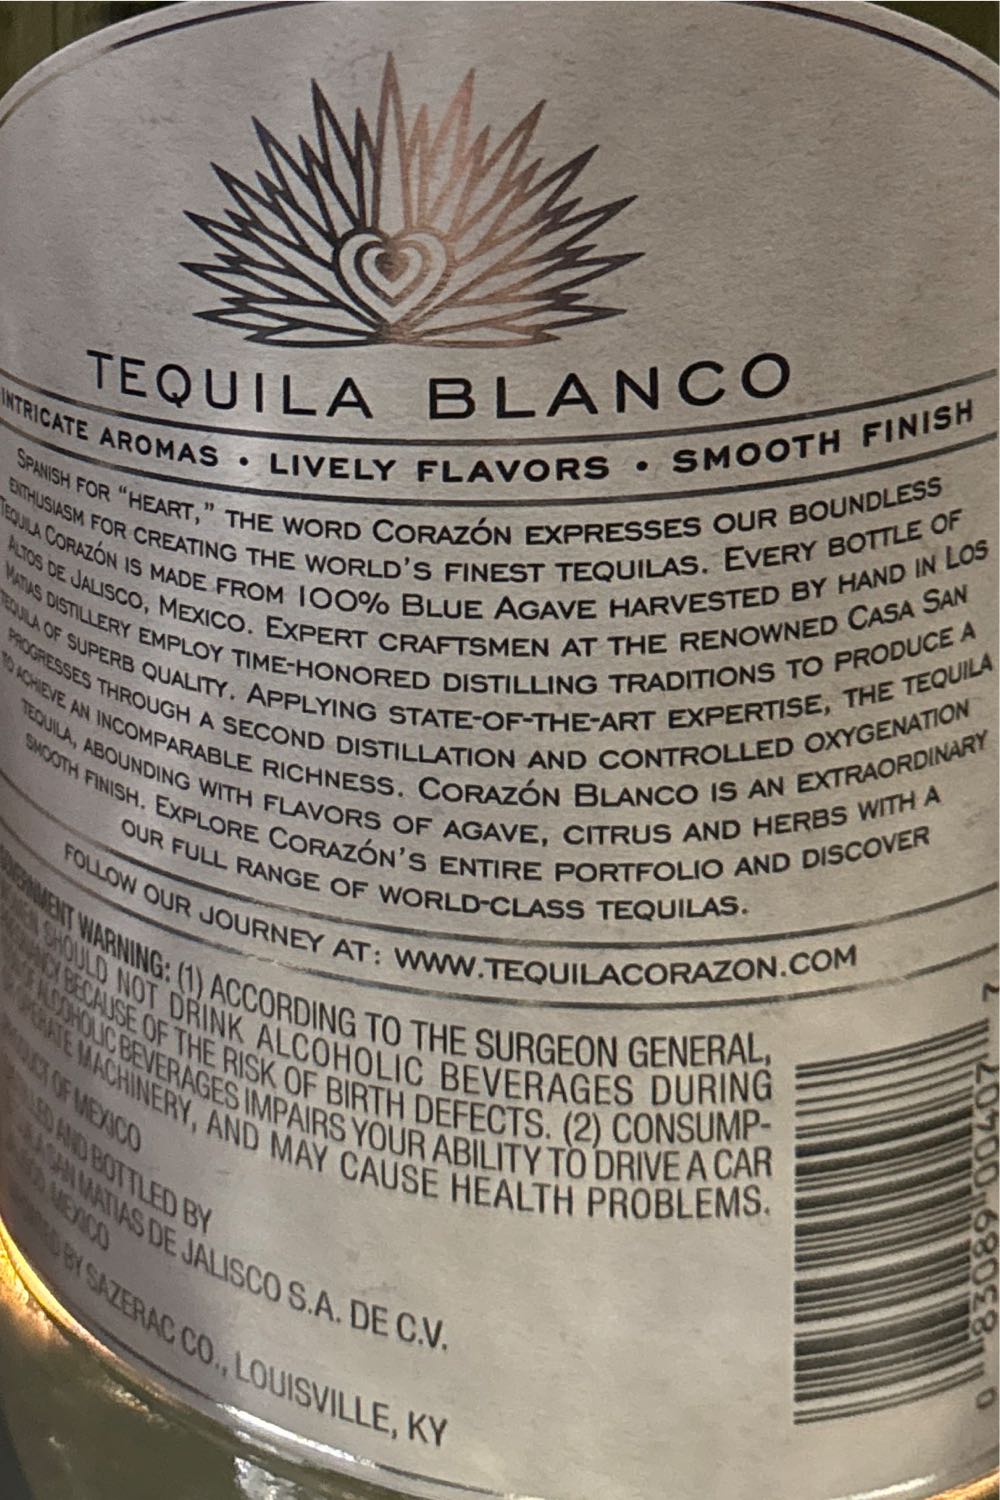 TEQUILA BLANCO
INTRICATE AROMAS • LIVELY FLAVORS • SMOOTH FINISH
SPANISH FOR "HEART," THE WORD CORAZÓN EXPRESSES OUR BOUNDLESS
ENTHUSIASM FOR CREATING THE WORLD'S FINEST TEQUILAS. EVERY BOTTLE OF
TEQUILA CORAZÓN IS MADE FROM 100% BLUE AGAVE HARVESTED BY HAND IN LOS
ALTOS DE JALISCO, MEXICO. EXPERT CRAFTSMEN AT THE RENOWNED CASA SAN
MATIAS DISTILLERY EMPLOY TIME-HONORED DISTILLING TRADITIONS TO PRODUCE A
TEQUILA OF SUPERB QUALITY. APPLYING STATE-OF-THE-ART EXPERTISE, THE TEQUILA
PROGRESSES THROUGH A SECOND DISTILLATION AND CONTROLLED OXYGENATION
TO ACHIEVE AN INCOMPARABLE RICHNESS. CORAZÓN BLANCO IS AN EXTRAORDINARY
TEQUILA, ABOUNDING WITH FLAVORS OF AGAVE, CITRUS AND HERBS WITH A
SMOOTH FINISH. EXPLORE CORAZÓN'S ENTIRE PORTFOLIO AND DISCOVER
OUR FULL RANGE OF WORLD-CLASS TEQUILAS.
FOLLOW OUR JOURNEY AT: WWW.TEQUILACORAZON.COM
GOVERNMENT WARNING: (1) ACCORDING TO THE SURGEON GENERAL,
WOMEN SHOULD NOT DRINK ALCOHOLIC BEVERAGES DURING
PREGNANCY BECAUSE OF THE RISK OF BIRTH DEFECTS. (2) CONSUMP-
ALCOHOLIC BEVERAGES IMPAIRS YOUR ABILITY TO DRIVE A CAR
OPERATE MACHINERY, AND MAY CAUSE HEALTH PROBLEMS.
PRODUCT OF MEXICO
AND BOTTLED BY
SAN MATIAS DE JALISCO S.A. DE C.V.
MEXICO
BY SAZERAC CO., LOUISVILLE, KY
0 83089 00407 7